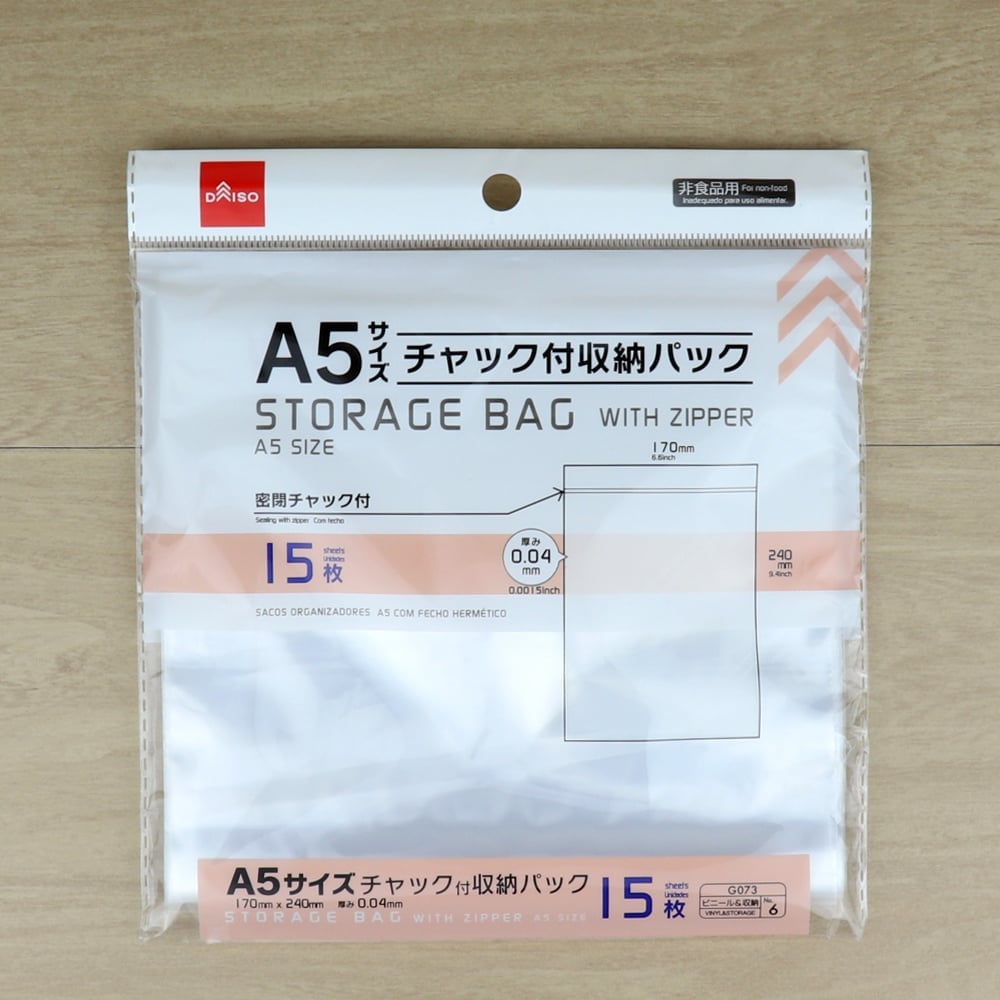 DAISO
非食品用 For non-food
Inadequado para uso alimentar.
A5サイズ チャック付収納パック
STORAGE BAG WITH ZIPPER
A5 SIZE
170mm
6.6inch
密閉チャック付
Sealing with zipper Com fecho
15 sheets Unidades 枚
厚み
0.04
mm
0.0015inch
240
mm
9.4inch
SACOS ORGANIZADORES A5 COM FECHO HERMÉTICO
A5サイズチャック付収納パック
170mm x 240mm 厚み 0.04mm
STORAGE BAG WITH ZIPPER A5 SIZE
15 sheets Unidades 枚
G073
ビニール&収納
VINYL&STORAGE
No. 6